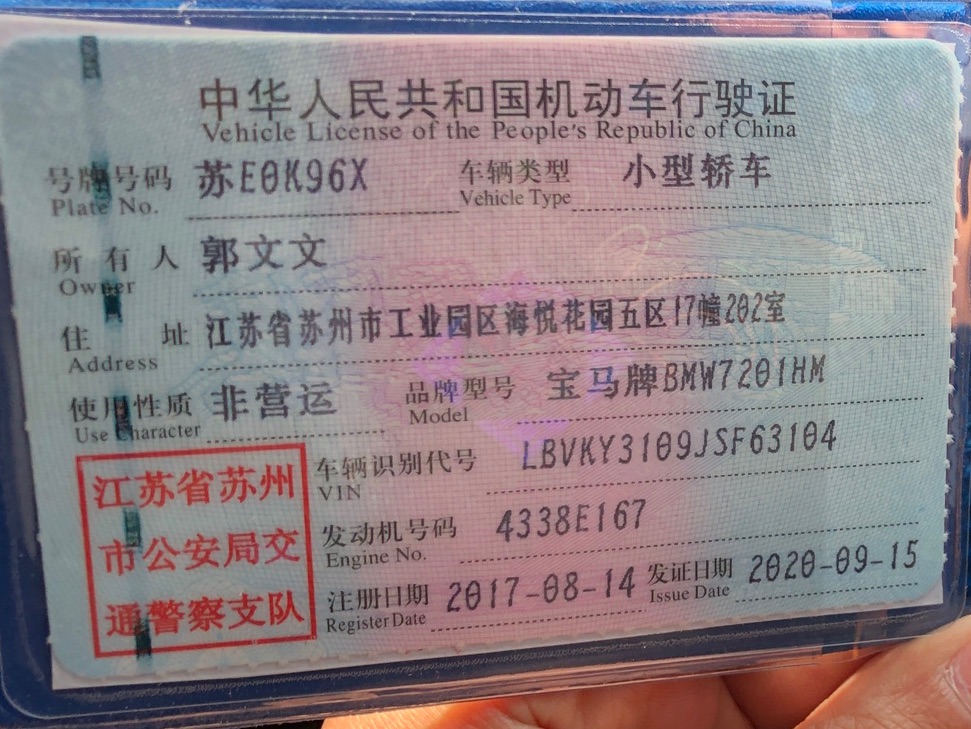 中华人民共和国机动车行驶证
Vehicle License of the People's Republic of China
号牌号码 苏E0K96X 车辆类型 小型轿车
Plate No. Vehicle Type
所有人 郭文文
Owner
住址 江苏省苏州市工业园区海悦花园五区17幢202室
Address
使用性质 非营运 品牌型号 宝马牌BMW7201HM
Use Character Model
江苏省苏州 车辆识别代号 LBVKY3109JSF63104
VIN
市公安局交 发动机号码 4338E167
Engine No.
通警察支队 注册日期 2017-08-14 发证日期 2020-09-15
Register Date Issue Date